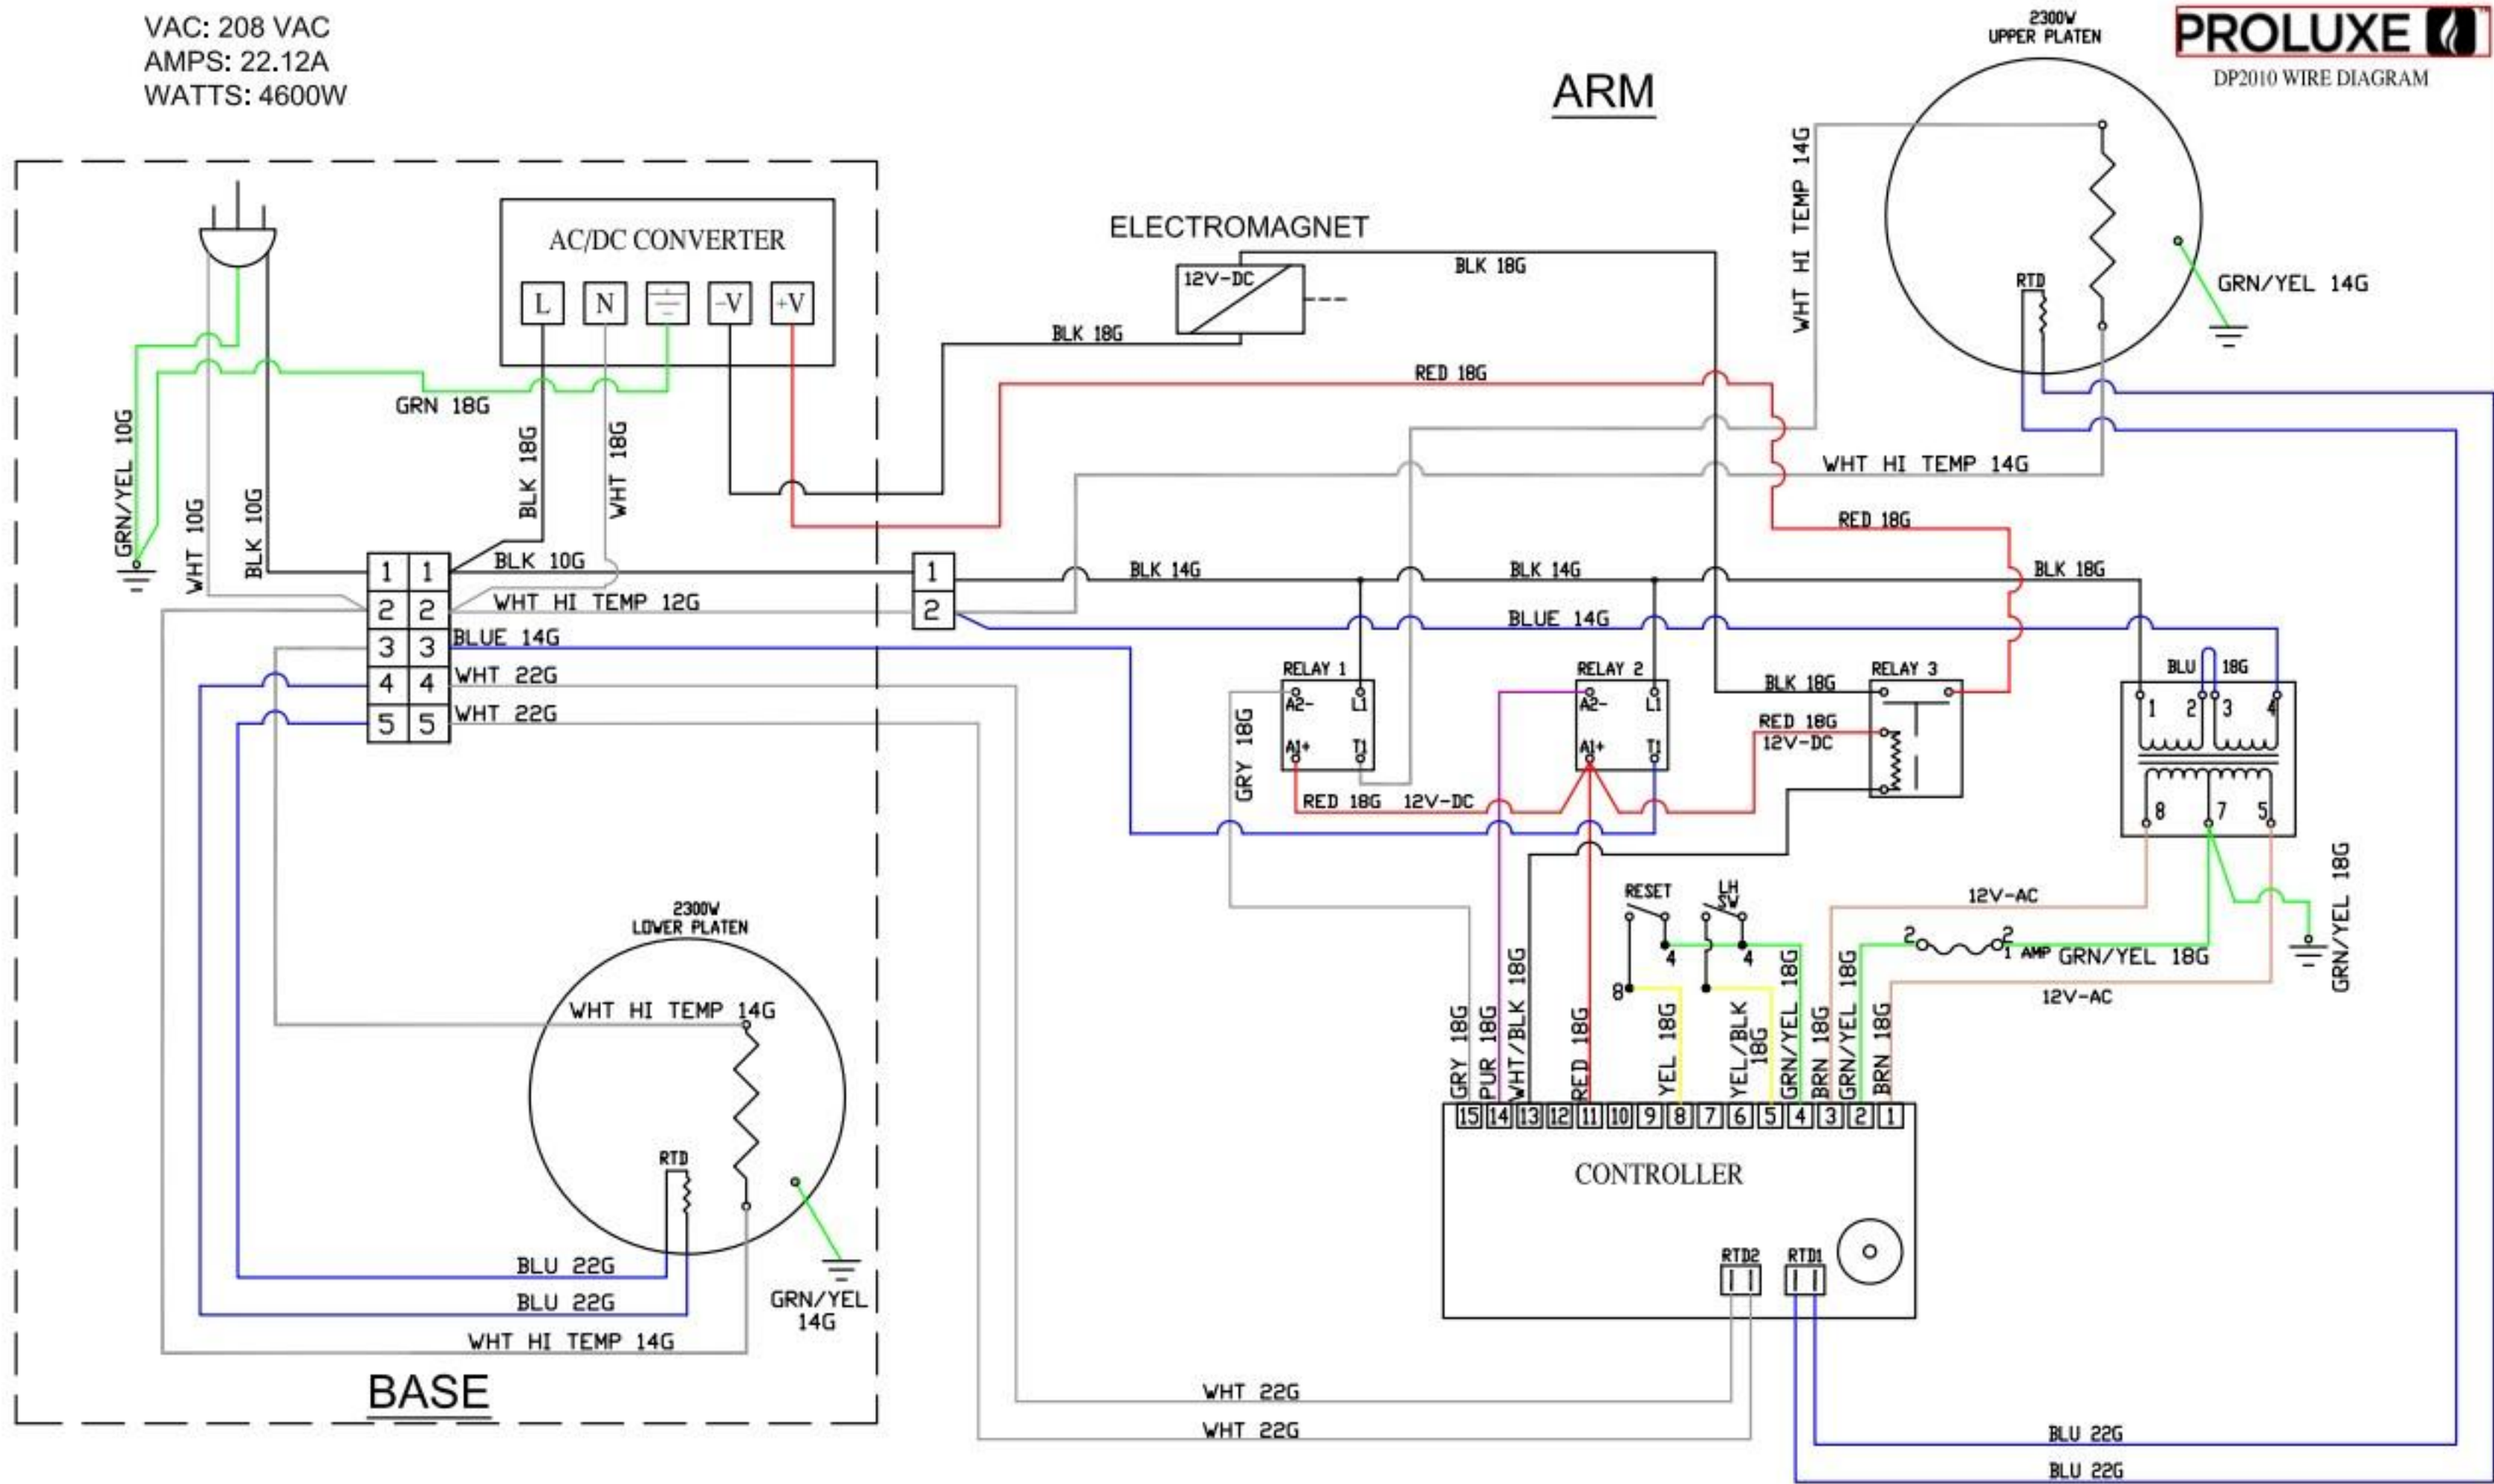 VAC: 208 VAC
AMPS: 22.12A
WATTS: 4600W
ARM
2300W
UPPER PLATEN
PROLUXE
DP2010 WIRE DIAGRAM
AC/DC CONVERTER
L
N
-V
+V
ELECTROMAGNET
12V-DC
BLK 18G
BLK 18G
RED 18G
WHT HI TEMP 14G
RTD
GRN/YEL 14G
GRN 18G
GRN/YEL 10G
WHT 10G
BLK 10G
BLK 18G
WHT 18G
WHT HI TEMP 14G
RED 18G
1 1
2 2
3 3
4 4
5 5
BLK 10G
WHT HI TEMP 12G
BLUE 14G
WHT 22G
WHT 22G
1
2
BLK 14G
BLK 14G
BLK 18G
BLUE 14G
RELAY 1
A2-
L1
A1+
T1
GRY 18G
RED 18G 12V-DC
RELAY 2
A2-
L1
A1+
T1
BLK 18G
RELAY 3
RED 18G
12V-DC
BLU 18G
1 2 3 4
8 7 5
12V-AC
GRN/YEL 18G
RESET
LH
SW
4
4
8
2
2
1 AMP
GRN/YEL 18G
12V-AC
GRY 18G
PUR 18G
WHT/BLK 18G
RED 18G
YEL 18G
YEL/BLK
18G
GRN/YEL 18G
BRN 18G
GRN/YEL 18G
BRN 18G
15 14 13 12 11 10 9 8 7 6 5 4 3 2 1
CONTROLLER
RTD2
RTD1
2300W
LOWER PLATEN
WHT HI TEMP 14G
RTD
BLU 22G
BLU 22G
GRN/YEL
14G
WHT HI TEMP 14G
BASE
WHT 22G
WHT 22G
BLU 22G
BLU 22G